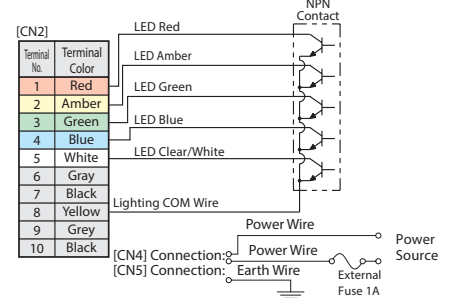 NPN
Contact
[CN2]
Terminal No. Terminal Color
1 Red
2 Amber
3 Green
4 Blue
5 White
6 Gray
7 Black
8 Yellow
9 Grey
10 Black
LED Red
LED Amber
LED Green
LED Blue
LED Clear/White
Lighting COM Wire
Power Wire
[CN4] Connection: Power Wire
[CN5] Connection: Earth Wire
Power
Source
External
Fuse 1A